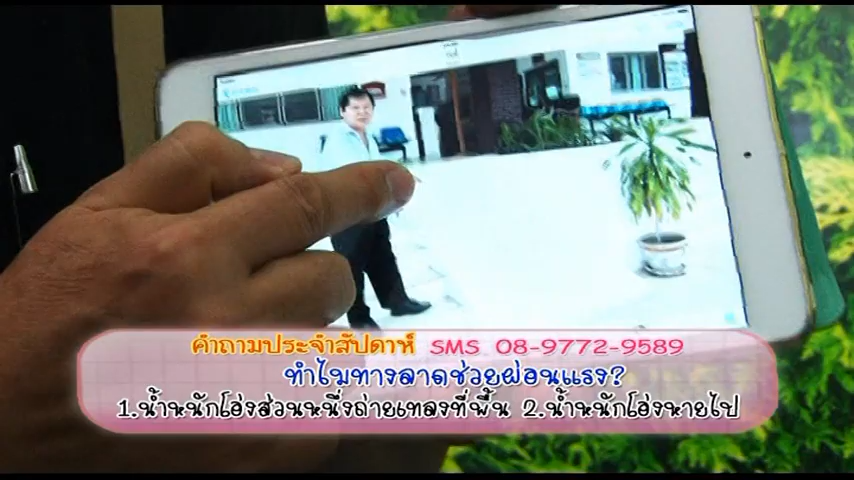 คำถามประจำสัปดาห์ SMS 08-9772-9589
ทำไมทางลาดช่วยผ่อนแรง?
1.น้ำหนักโอ่งส่วนหนึ่งถ่ายเทลงที่พื้น 2.น้ำหนักโอ่งหายไป